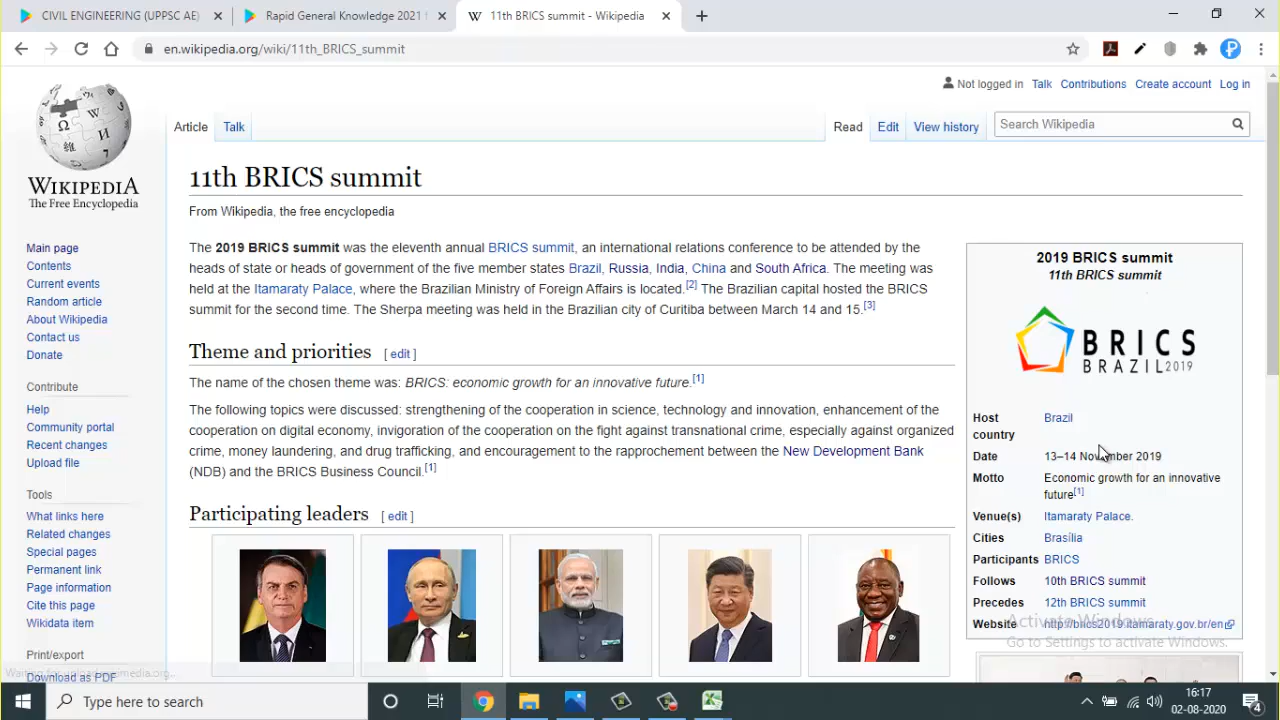 CIVIL ENGINEERING (UPPSC AE)
Rapid General Knowledge 2021 f
11th BRICS summit - Wikipedia
en.wikipedia.org/wiki/11th_BRICS_summit
Not logged in Talk Contributions Create account Log in
Article Talk Read Edit View history Search Wikipedia
WIKIPEDIA
The Free Encyclopedia
Main page
Contents
Current events
Random article
About Wikipedia
Contact us
Donate
Contribute
Help
Community portal
Recent changes
Upload file
Tools
What links here
Related changes
Special pages
Permanent link
Page information
Cite this page
Wikidata item
Print/export
Download as PDF
11th BRICS summit
From Wikipedia, the free encyclopedia
The 2019 BRICS summit was the eleventh annual BRICS summit, an international relations conference to be attended by the
heads of state or heads of government of the five member states Brazil, Russia, India, China and South Africa. The meeting was
held at the Itamaraty Palace, where the Brazilian Ministry of Foreign Affairs is located.[2] The Brazilian capital hosted the BRICS
summit for the second time. The Sherpa meeting was held in the Brazilian city of Curitiba between March 14 and 15.[3]
Theme and priorities [ edit ]
The name of the chosen theme was: BRICS: economic growth for an innovative future.[1]
The following topics were discussed: strengthening of the cooperation in science, technology and innovation, enhancement of the
cooperation on digital economy, invigoration of the cooperation on the fight against transnational crime, especially against organized
crime, money laundering, and drug trafficking, and encouragement to the rapprochement between the New Development Bank
(NDB) and the BRICS Business Council.[1]
Participating leaders [ edit ]
2019 BRICS summit
11th BRICS summit
BRICS
BRAZIL 2019
Host country Brazil
Date 13–14 November 2019
Motto Economic growth for an innovative
future[1]
Venue(s) Itamaraty Palace.
Cities Brasília
Participants BRICS
Follows 10th BRICS summit
Precedes 12th BRICS summit
Website http://brics2019.itamaraty.gov.br/en
Activate Windows
Go to Settings to activate Windows.
Waiting for upload.wikimedia.org...
Type here to search
16:17
02-08-2020
4